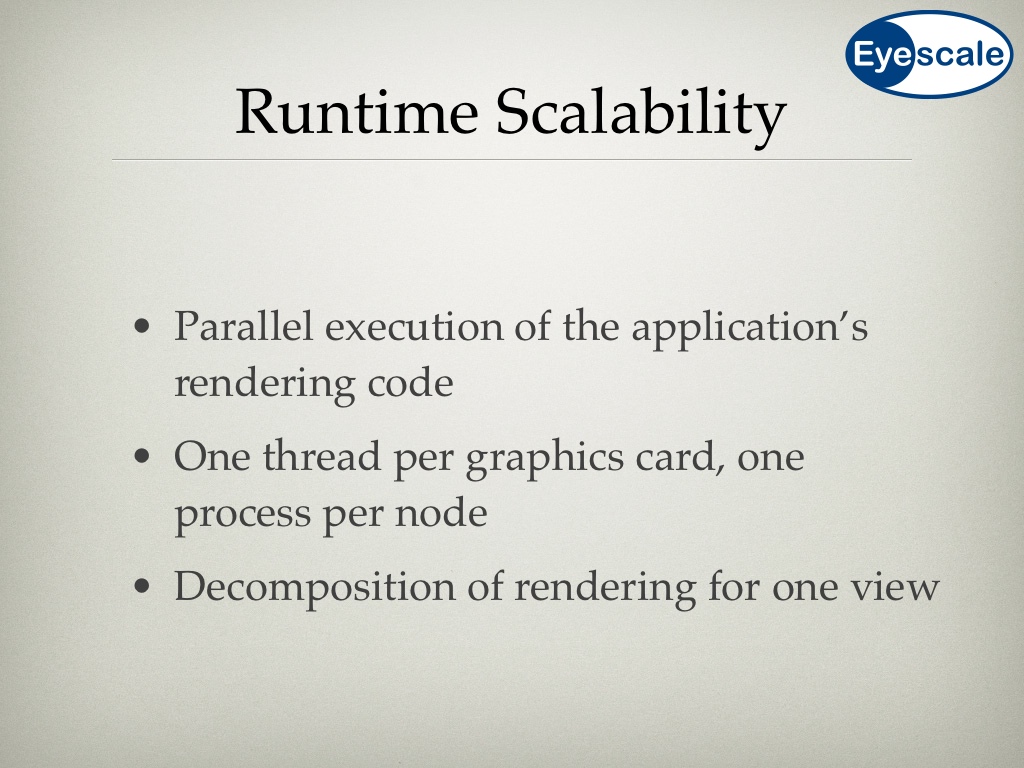 Eyescale
Runtime Scalability
• Parallel execution of the application’s
rendering code
• One thread per graphics card, one
process per node
• Decomposition of rendering for one view